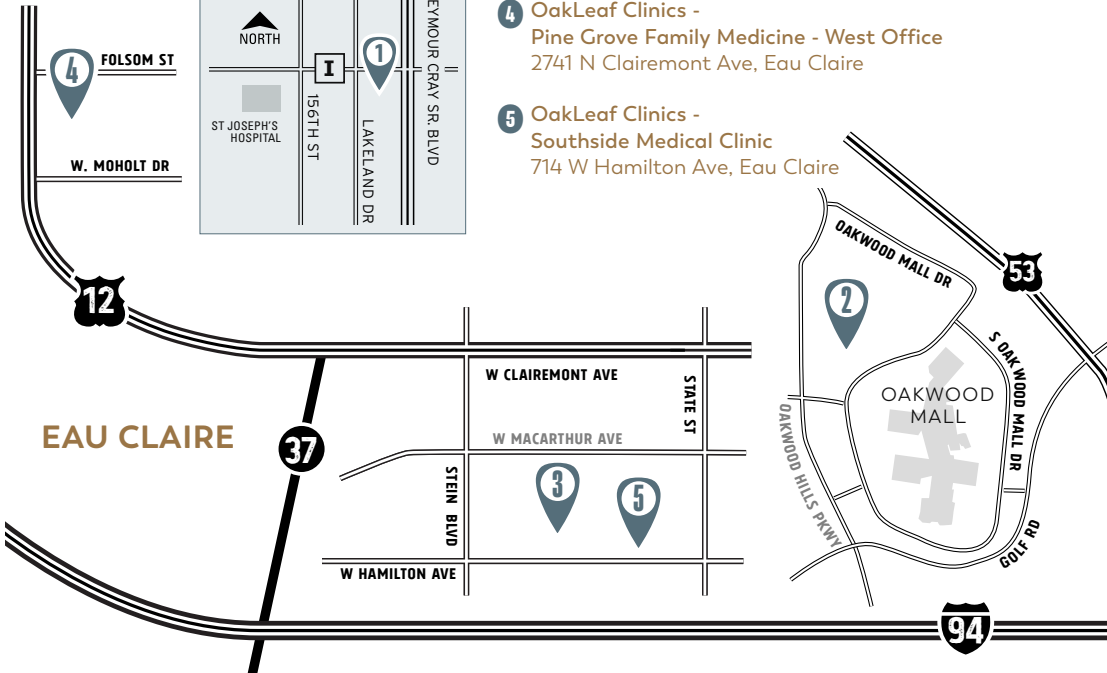 4 OakLeaf Clinics -
Pine Grove Family Medicine - West Office
2741 N Clairemont Ave, Eau Claire
5 OakLeaf Clinics -
Southside Medical Clinic
714 W Hamilton Ave, Eau Claire
4
FOLSOM ST
W. MOHOLT DR
NORTH
I
1
ST JOSEPH'S
HOSPITAL
156TH ST
LAKELAND DR
EYMOUR CRAY SR. BLVD
12
53
OAKWOOD MALL DR
2
S OAKWOOD MALL DR
OAKWOOD
MALL
OAKWOOD HILLS PKWY
GOLF RD
W CLAIREMONT AVE
STATE ST
EAU CLAIRE
37
W MACARTHUR AVE
STEIN BLVD
3
5
W HAMILTON AVE
94